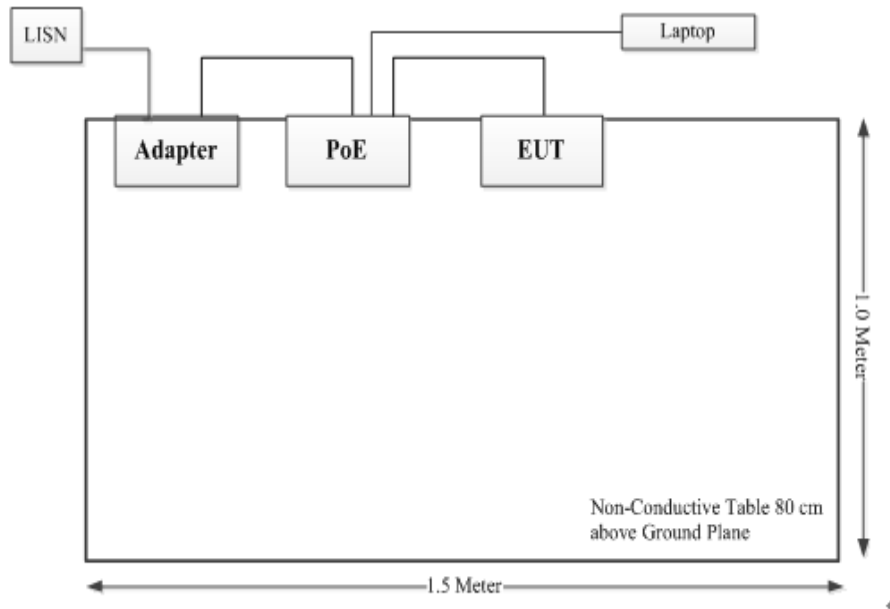 LISN
Laptop
Adapter
PoE
EUT
1.0 Meter
Non-Conductive Table 80 cm
above Ground Plane
1.5 Meter